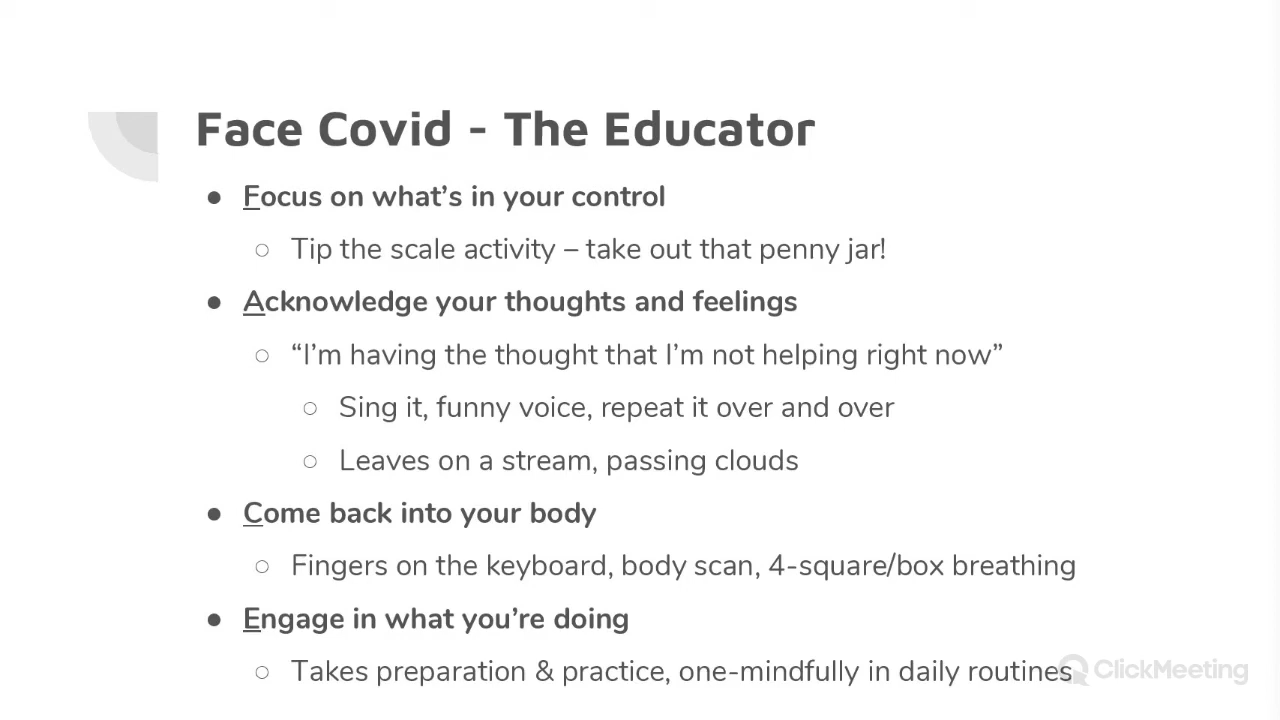 Face Covid - The Educator
● Focus on what’s in your control
○ Tip the scale activity – take out that penny jar!
● Acknowledge your thoughts and feelings
○ “I’m having the thought that I’m not helping right now”
○ Sing it, funny voice, repeat it over and over
○ Leaves on a stream, passing clouds
● Come back into your body
○ Fingers on the keyboard, body scan, 4-square/box breathing
● Engage in what you’re doing
○ Takes preparation & practice, one-mindfully in daily routines
ClickMeeting